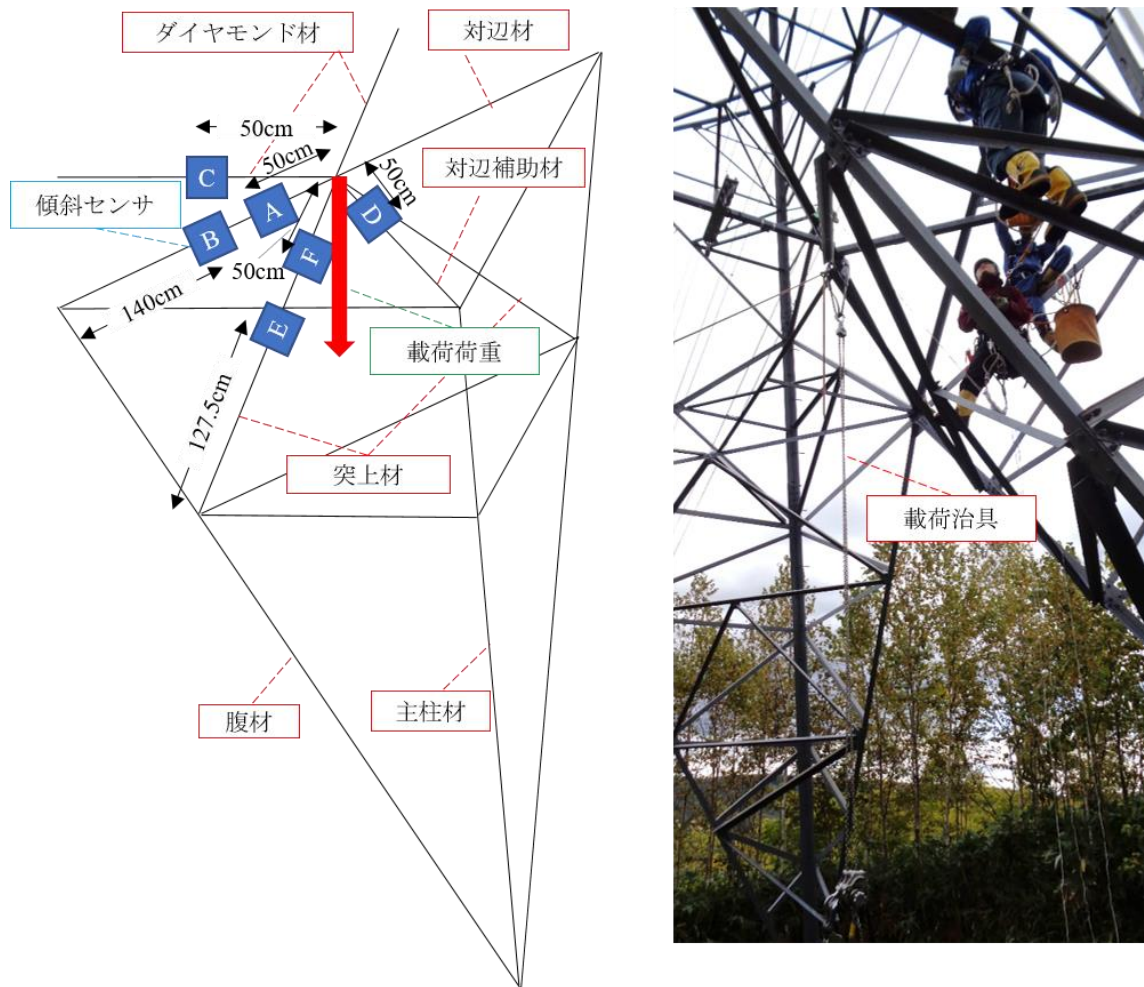 ダイヤモンド材
対辺材
50cm
50cm
50cm
対辺補助材
C
A
D
傾斜センサ
B
F
50cm
140cm
E
載荷荷重
127.5cm
突上材
載荷治具
腹材
主柱材